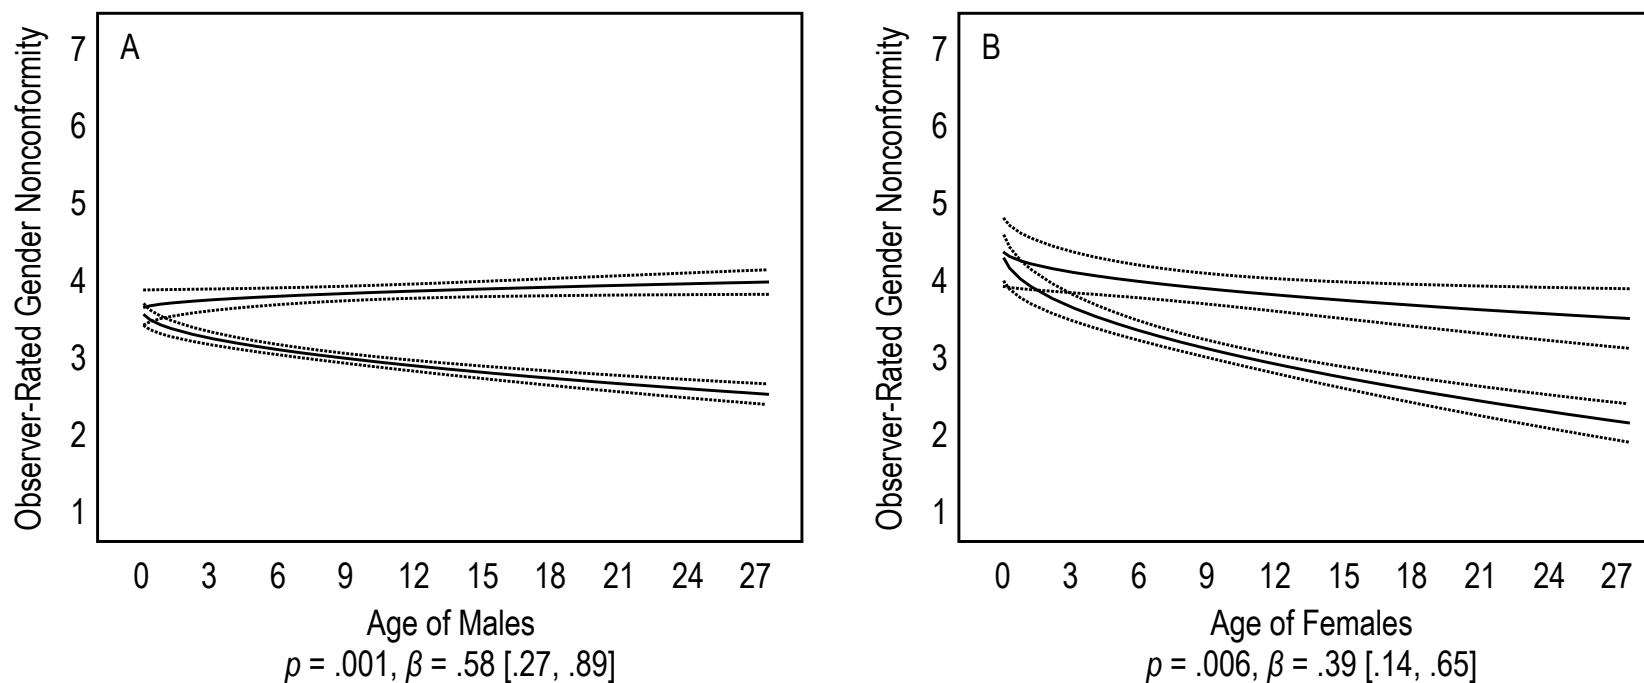 Observer-Rated Gender Nonconformity
A
7
6
5
4
3
2
1
0 3 6 9 12 15 18 21 24 27
Age of Males
p = .001, β = .58 [.27, .89]
Observer-Rated Gender Nonconformity
B
7
6
5
4
3
2
1
0 3 6 9 12 15 18 21 24 27
Age of Females
p = .006, β = .39 [.14, .65]